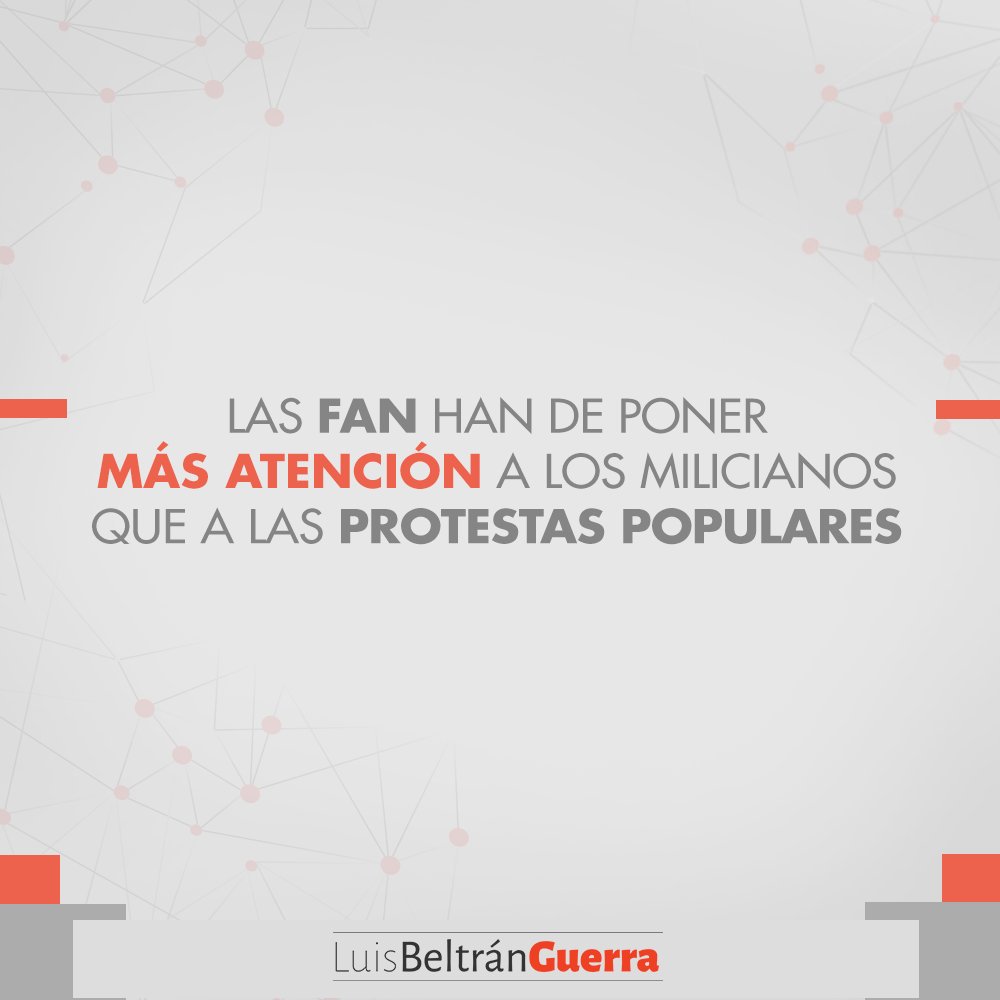 LAS FAN HAN DE PONER
MÁS ATENCIÓN A LOS MILICIANOS
QUE A LAS PROTESTAS POPULARES
LuisBeltránGuerra